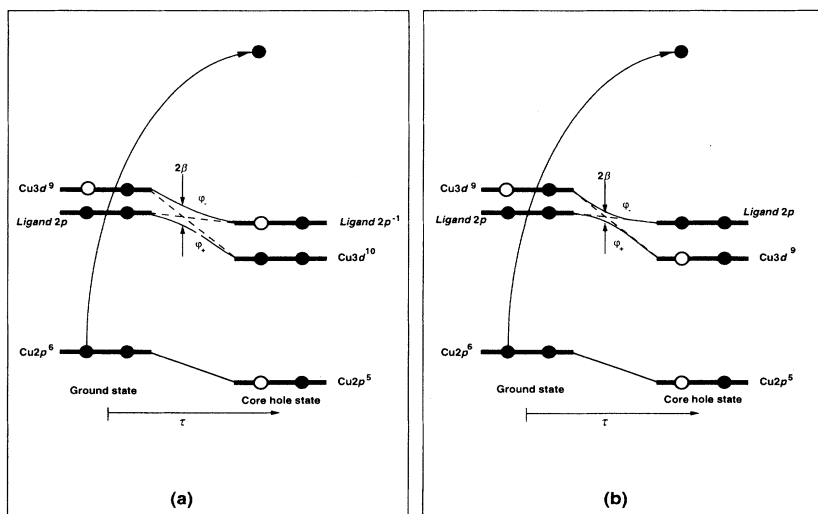 Cu3d⁹
2β
φ₋
Ligand 2p
Ligand 2p⁻¹
φ₊
Cu3d¹⁰
Cu2p⁶
Cu2p⁵
Ground state
Core hole state
τ
(a)
Cu3d⁹
2β
φ₋
Ligand 2p
Ligand 2p
φ₊
Cu3d⁹
Cu2p⁶
Cu2p⁵
Ground state
Core hole state
τ
(b)